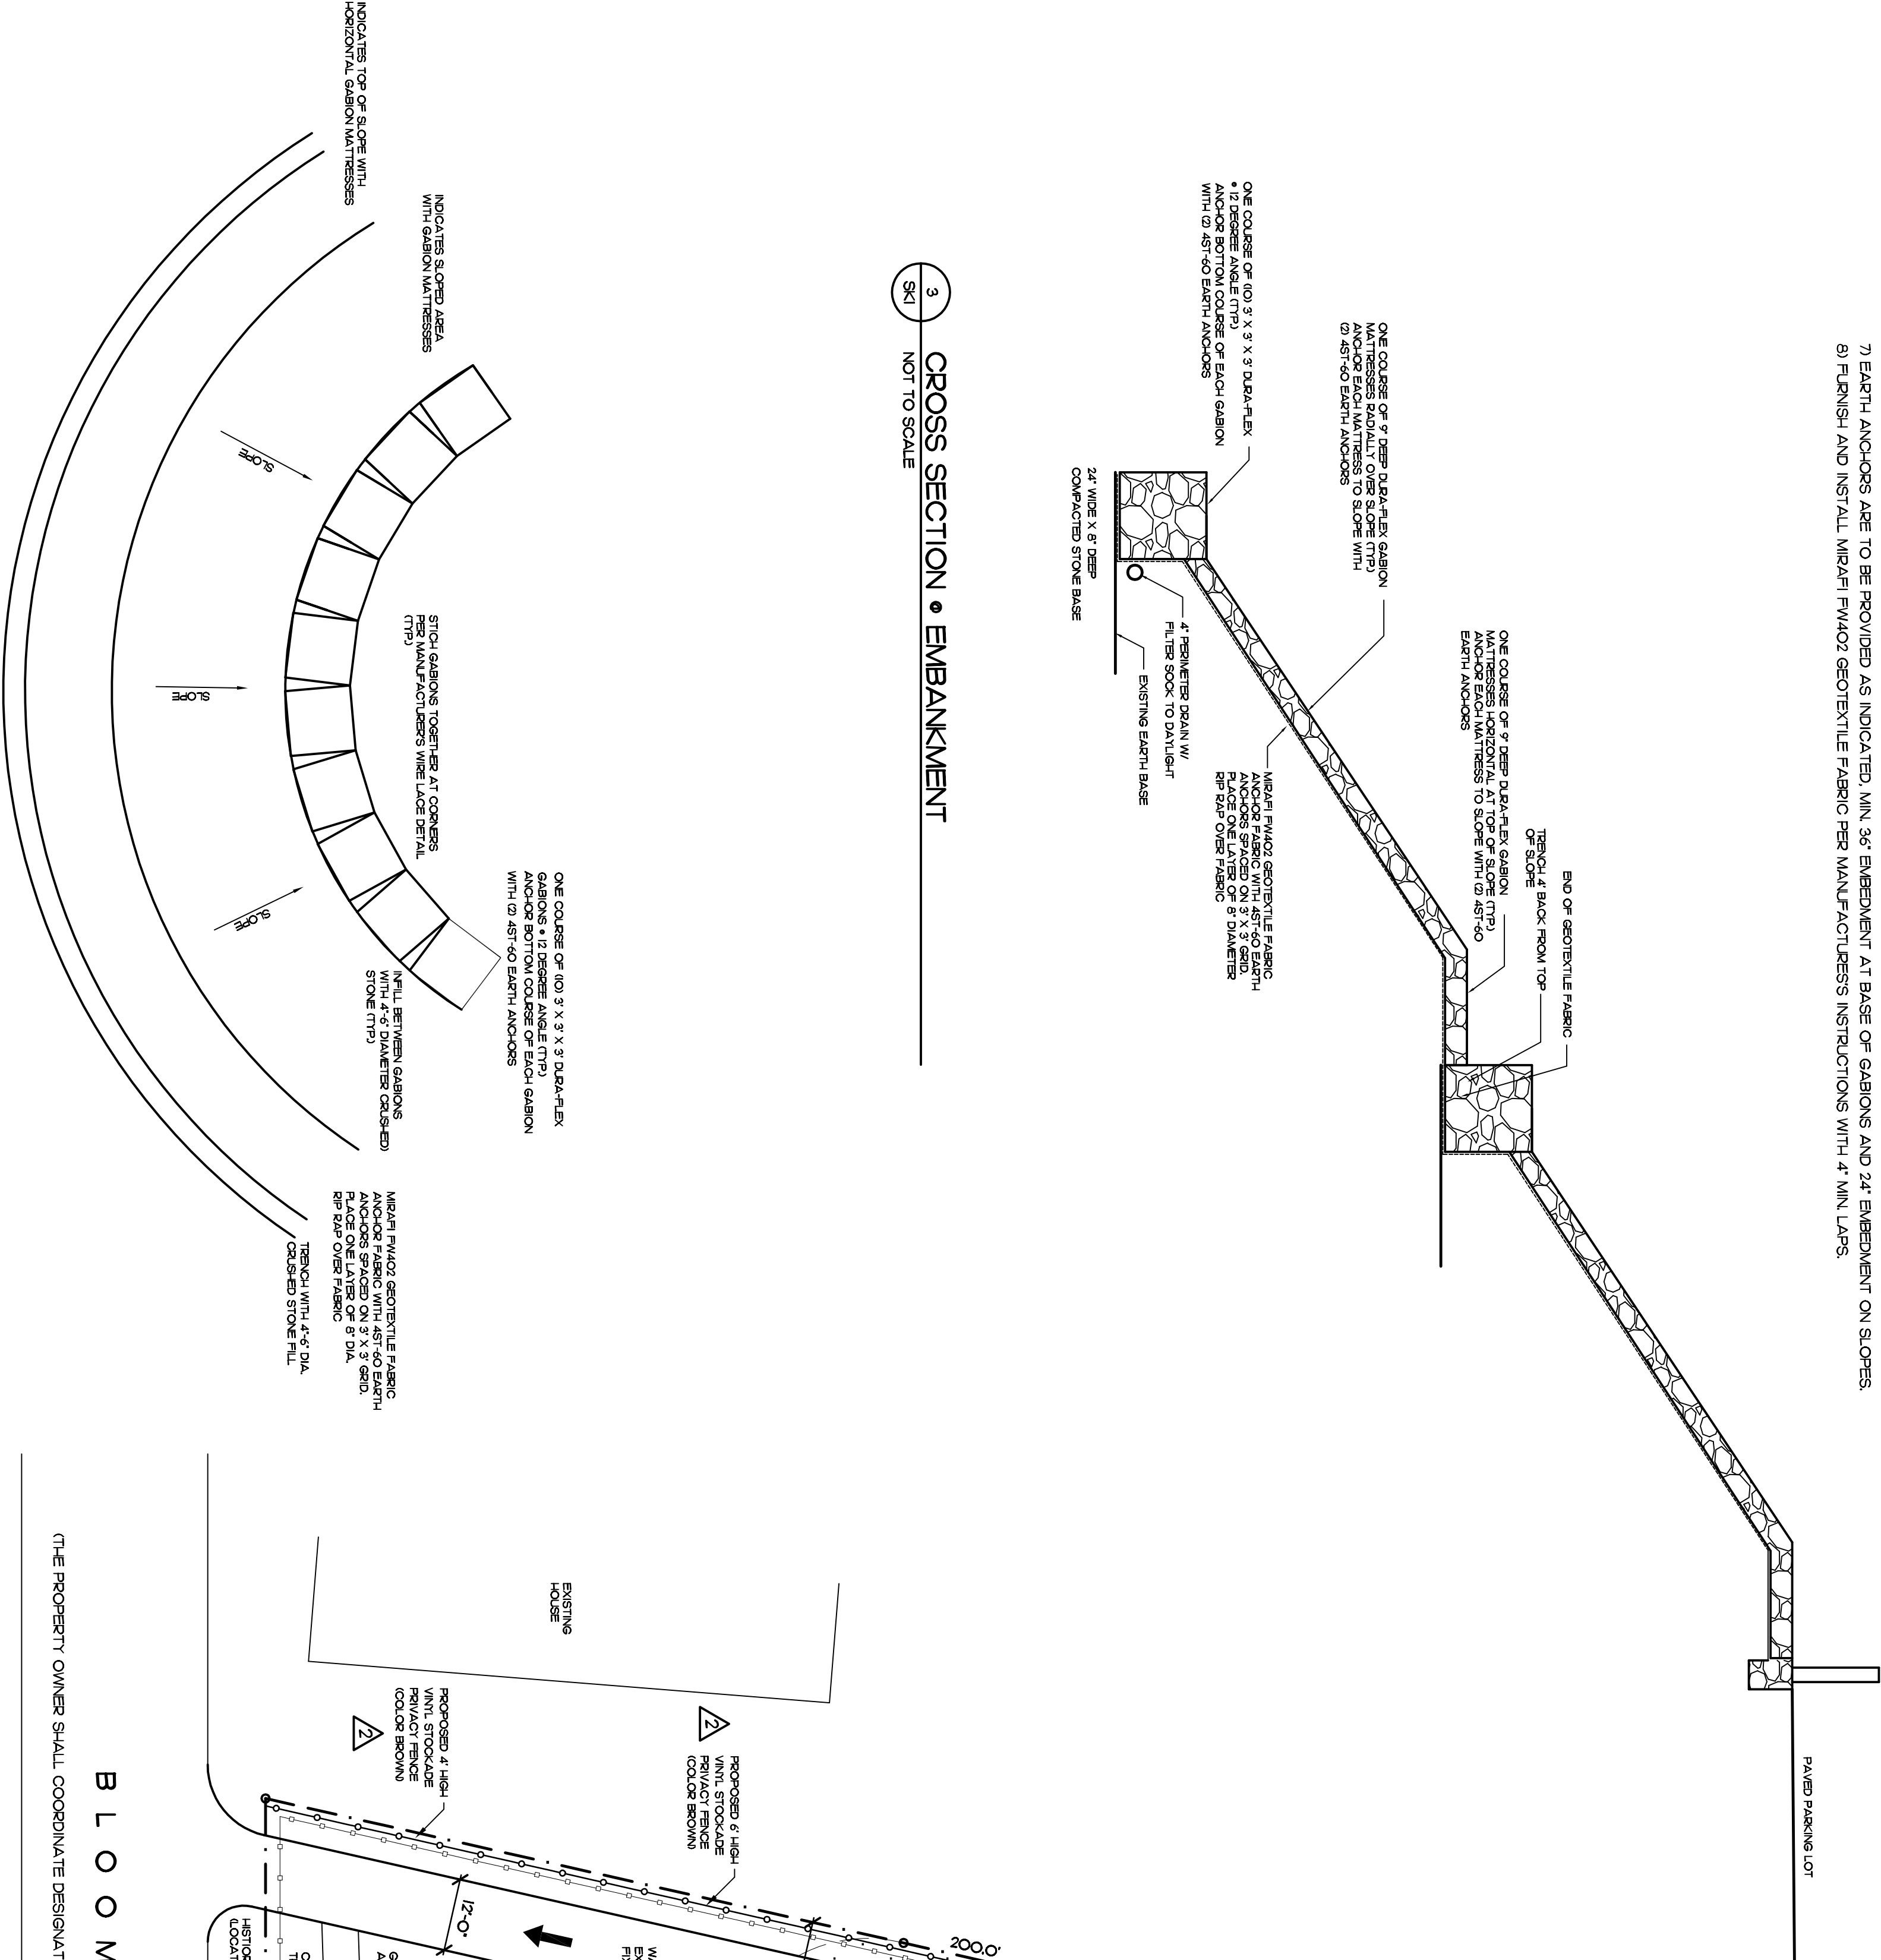 7) EARTH ANCHORS ARE TO BE PROVIDED AS INDICATED, MIN. 36" EMBEDMENT AT BASE OF GABIONS AND 24" EMBEDMENT ON SLOPES.
8) FURNISH AND INSTALL MIRAFI FW402 GEOTEXTILE FABRIC PER MANUFACTURES'S INSTRUCTIONS WITH 4" MIN. LAPS.
PAVED PARKING LOT
END OF GEOTEXTILE FABRIC
TRENCH 4' BACK FROM TOP
OF SLOPE
ONE COURSE OF 9" DEEP DURA-FLEX GABION
MATTRESSES HORIZONTAL AT TOP OF SLOPE (TYP.)
ANCHOR EACH MATTRESS TO SLOPE WITH (2) 4ST-60
EARTH ANCHORS
ONE COURSE OF 9" DEEP DURA-FLEX GABION
MATTRESSES RADIALLY OVER SLOPE (TYP.)
ANCHOR EACH MATTRESS TO SLOPE WITH
(2) 4ST-60 EARTH ANCHORS
ONE COURSE OF (10) 3' X 3' X 3' DURA-FLEX
@ 12 DEGREE ANGLE (TYP.)
ANCHOR BOTTOM COURSE OF EACH GABION
WITH (2) 4ST-60 EARTH ANCHORS
MIRAFI FW402 GEOTEXTILE FABRIC
ANCHOR FABRIC WITH 4ST-60 EARTH
ANCHORS SPACED ON 3' X 3' GRID.
PLACE ONE LAYER OF 8" DIAMETER
RIP RAP OVER FABRIC
4" PERIMETER DRAIN W/
FILTER SOCK TO DAYLIGHT
EXISTING EARTH BASE
24" WIDE X 8" DEEP
COMPACTED STONE BASE
3
SK1
CROSS SECTION @ EMBANKMENT
NOT TO SCALE
ONE COURSE OF (10) 3' X 3' X 3' DURA-FLEX
GABIONS @ 12 DEGREE ANGLE (TYP.)
ANCHOR BOTTOM COURSE OF EACH GABION
WITH (2) 4ST-60 EARTH ANCHORS
INDICATES SLOPED AREA
WITH GABION MATTRESSES
STICH GABIONS TOGETHER AT CORNERS
PER MANUFACTURER'S WIRE LACE DETAIL
(TYP.)
INFILL BETWEEN GABIONS
WITH 4"-6" DIAMETER CRUSHED)
STONE (TYP.)
INDICATES TOP OF SLOPE WITH
HORIZONTAL GABION MATTRESSES
SLOPE
SLOPE
SLOPE
MIRAFI FW402 GEOTEXTILE FABRIC
ANCHOR FABRIC WITH 4ST-60 EARTH
ANCHORS SPACED ON 3' X 3' GRID.
PLACE ONE LAYER OF 8" DIA.
RIP RAP OVER FABRIC
TRENCH WITH 4"-6" DIA.
CRUSHED STONE FILL
EXISTING
HOUSE
2
PROPOSED 6' HIGH
VINYL STOCKADE
PRIVACY FENCE
(COLOR BROWN)
2
PROPOSED 4' HIGH
VINYL STOCKADE
PRIVACY FENCE
(COLOR BROWN)
200.0'
12'-0"
B L O O M
(THE PROPERTY OWNER SHALL COORDINATE DESIGNAT